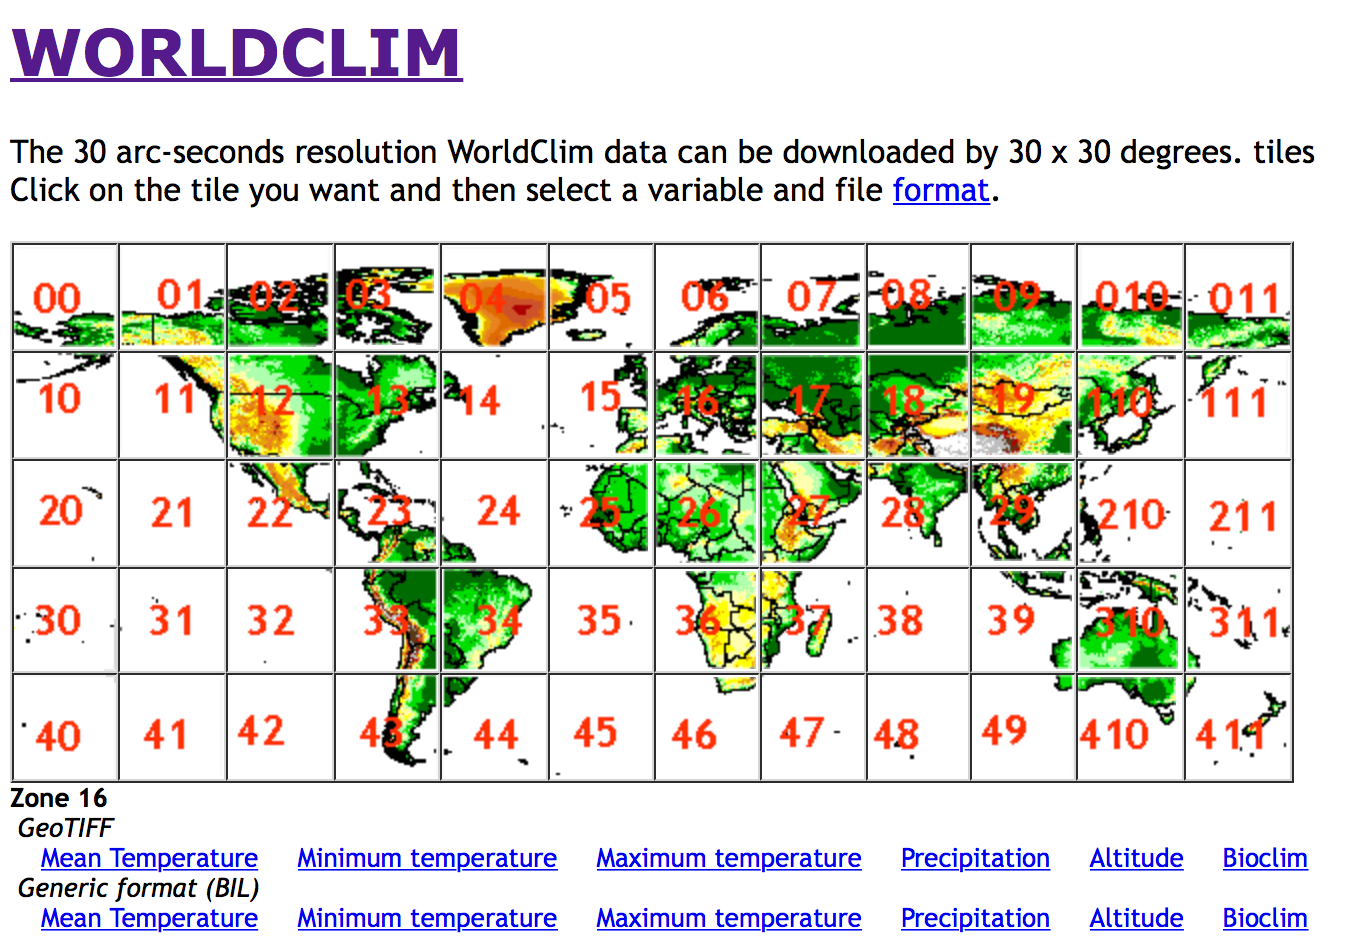 WORLDCLIM
The 30 arc-seconds resolution WorldClim data can be downloaded by 30 x 30 degrees. tiles
Click on the tile you want and then select a variable and file format.
00 01 02 03 04 05 06 07 08 09 010 011
10 11 12 13 14 15 16 17 18 19 110 111
20 21 22 23 24 25 26 27 28 29 210 211
30 31 32 33 34 35 36 37 38 39 310 311
40 41 42 43 44 45 46 47 48 49 410 411
Zone 16
GeoTIFF
Mean Temperature Minimum temperature Maximum temperature Precipitation Altitude Bioclim
Generic format (BIL)
Mean Temperature Minimum temperature Maximum temperature Precipitation Altitude Bioclim